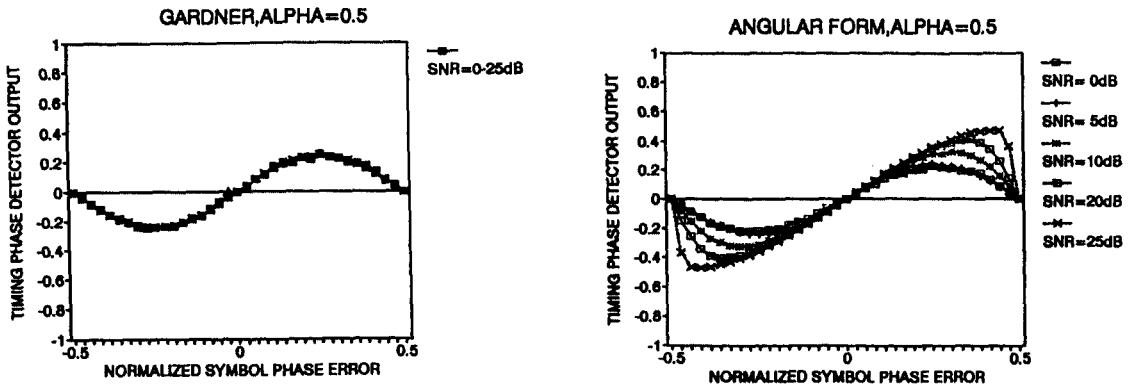 GARDNER,ALPHA=0.5
TIMING PHASE DETECTOR OUTPUT
1
0.8
0.6
0.4
0.2
0
-0.2
-0.4
-0.6
-0.8
-1
-0.5
0
0.5
NORMALIZED SYMBOL PHASE ERROR
SNR=0-25dB
ANGULAR FORM,ALPHA=0.5
TIMING PHASE DETECTOR OUTPUT
1
0.8
0.6
0.4
0.2
0
-0.2
-0.4
-0.6
-0.8
-1
-0.5
0
0.5
NORMALIZED SYMBOL PHASE ERROR
SNR= 0dB
SNR= 5dB
SNR=10dB
SNR=20dB
SNR=25dB